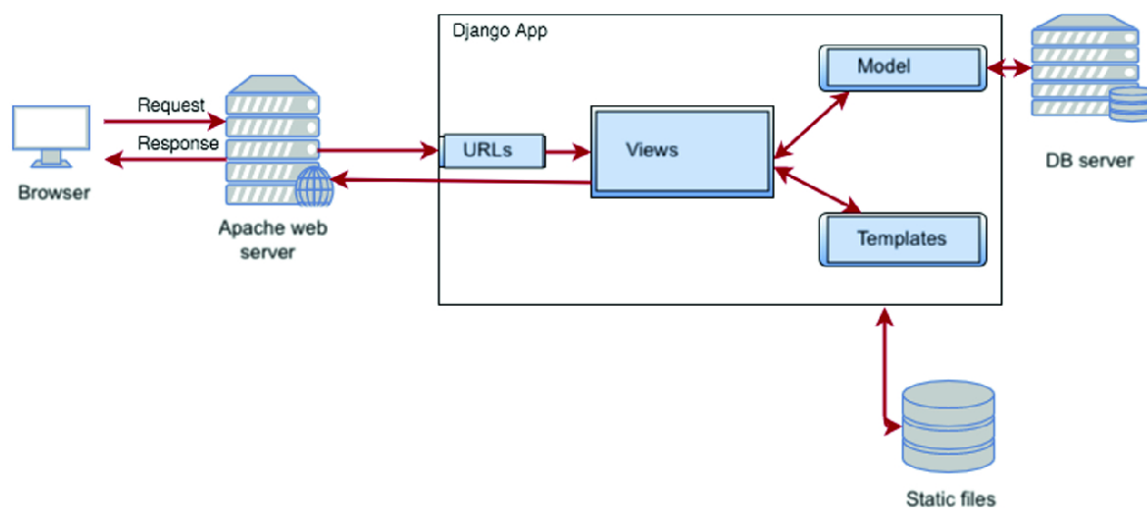 Django App
Model
Request
Response
URLs
Views
DB server
Browser
Apache web
server
Templates
Static files